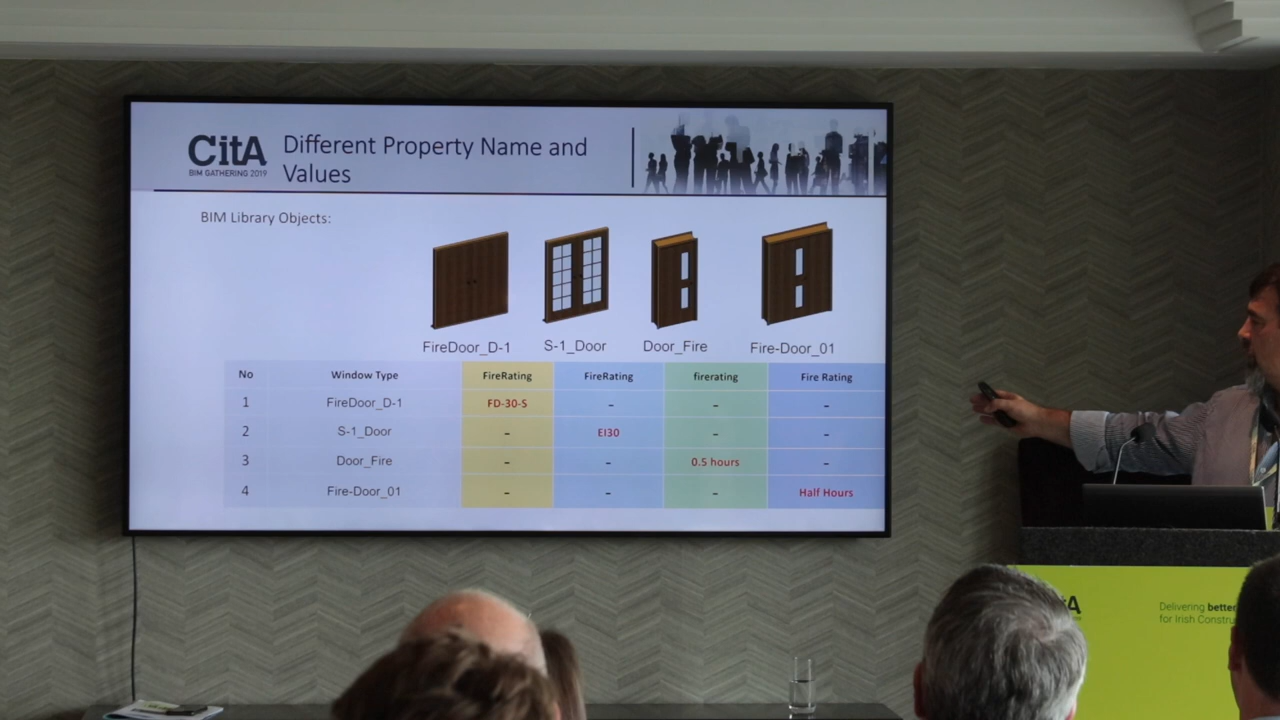 CitA
BIM GATHERING 2019
Different Property Name and
Values
BIM Library Objects:
FireDoor_D-1 S-1_Door Door_Fire Fire-Door_01
No Window Type FireRating FireRating firerating Fire Rating
1 FireDoor_D-1 FD-30-S - - -
2 S-1_Door - EI30 - -
3 Door_Fire - - 0.5 hours -
4 Fire-Door_01 - - - Half Hours
Delivering better
for Irish